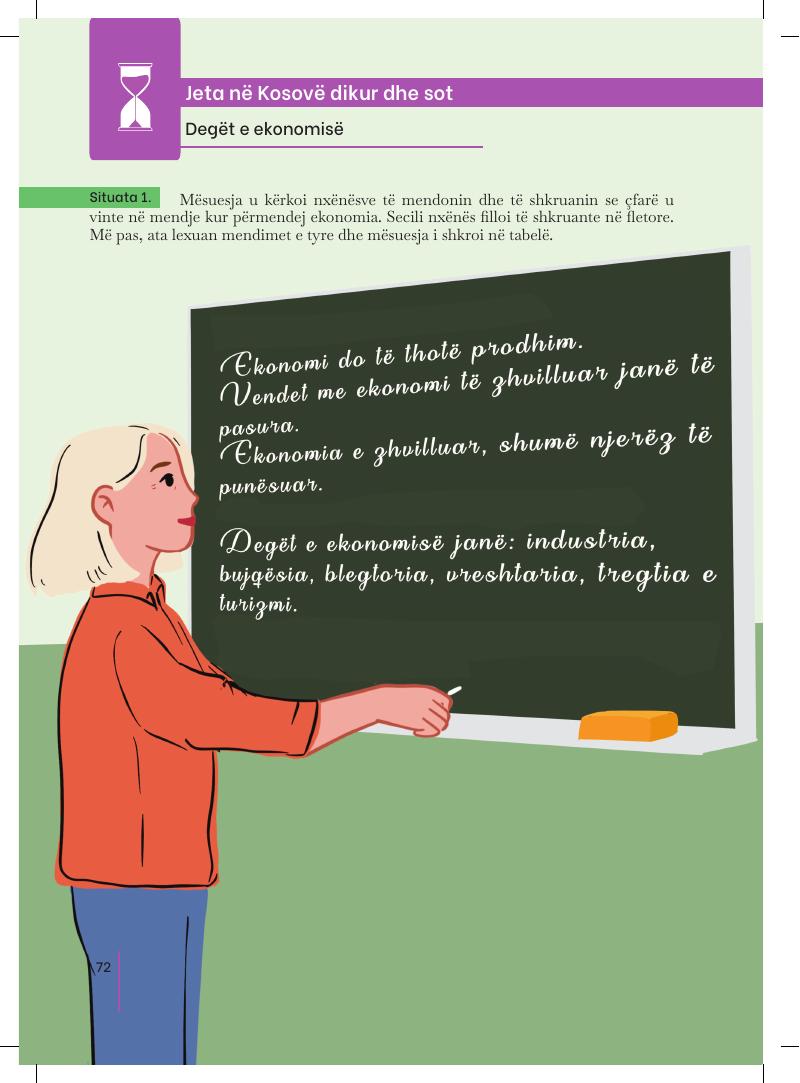 Jeta në Kosovë dikur dhe sot
Degët e ekonomisë
Situata 1. Mësuesja u kërkoi nxënësve të mendonin dhe të shkruanin se çfarë u
vinte në mendje kur përmendej ekonomia. Secili nxënës filloi të shkruante në fletore.
Më pas, ata lexuan mendimet e tyre dhe mësuesja i shkroi në tabelë.
Ekonomi do të thotë prodhim.
Vendet me ekonomi të zhvilluar janë të
pasura.
Ekonomia e zhvilluar, shumë njerëz të
punësuar.
Degët e ekonomisë janë: industria,
bujqësia, blegtoria, vreshtaria, tregtia e
turizmi.
72